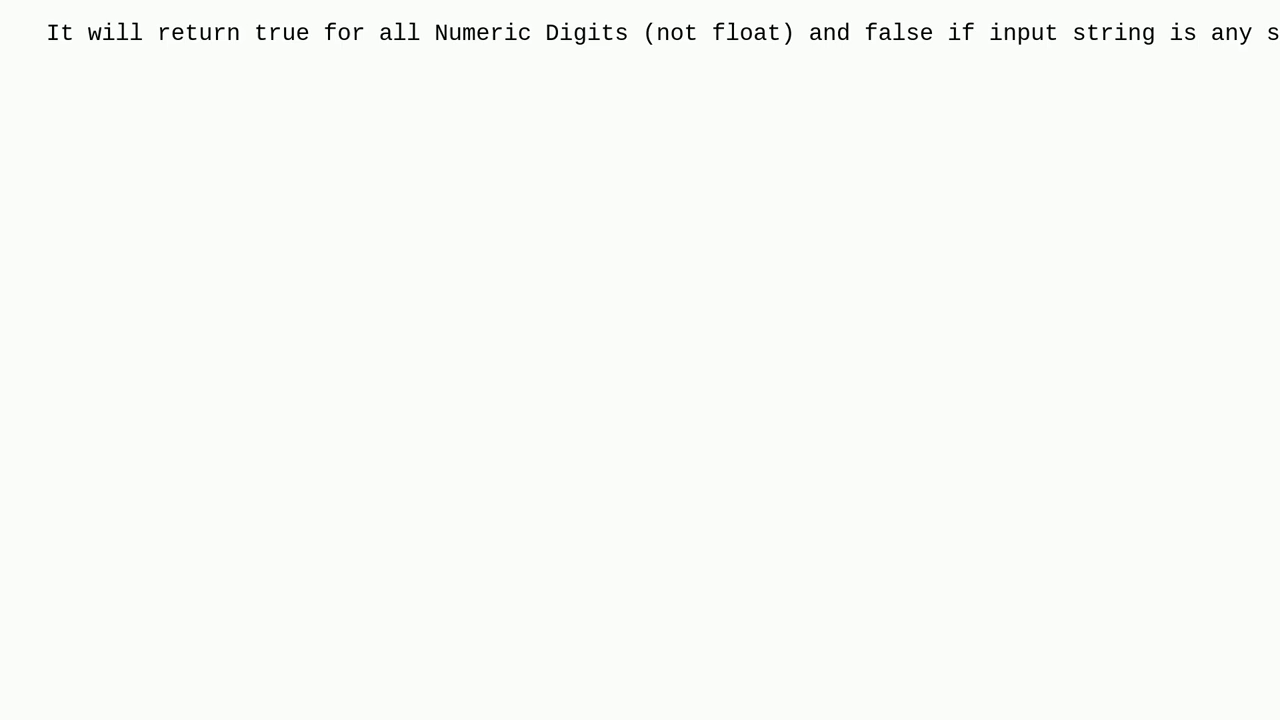 It will return true for all Numeric Digits (not float) and false if input string is any